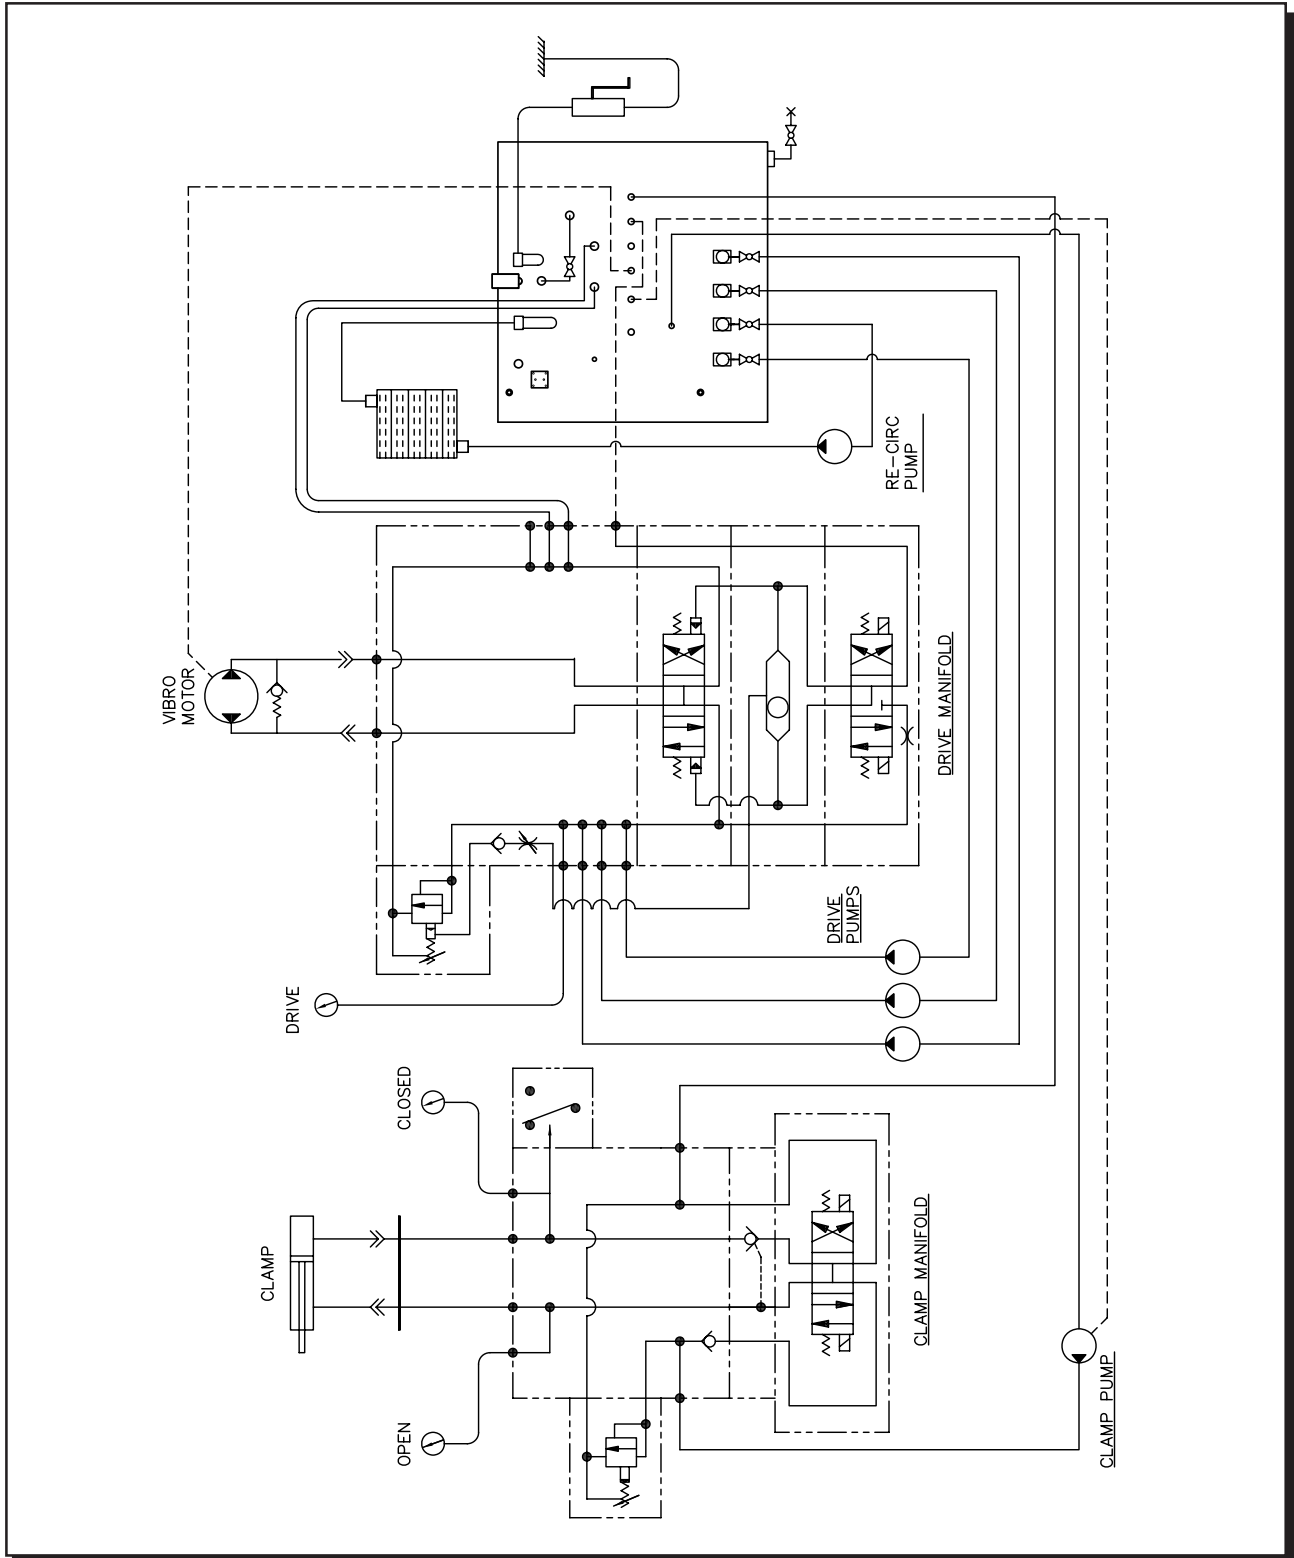 VIBRO
MOTOR
RE-CIRC
PUMP
DRIVE MANIFOLD
DRIVE
PUMPS
DRIVE
CLOSED
CLAMP
OPEN
CLAMP MANIFOLD
CLAMP PUMP